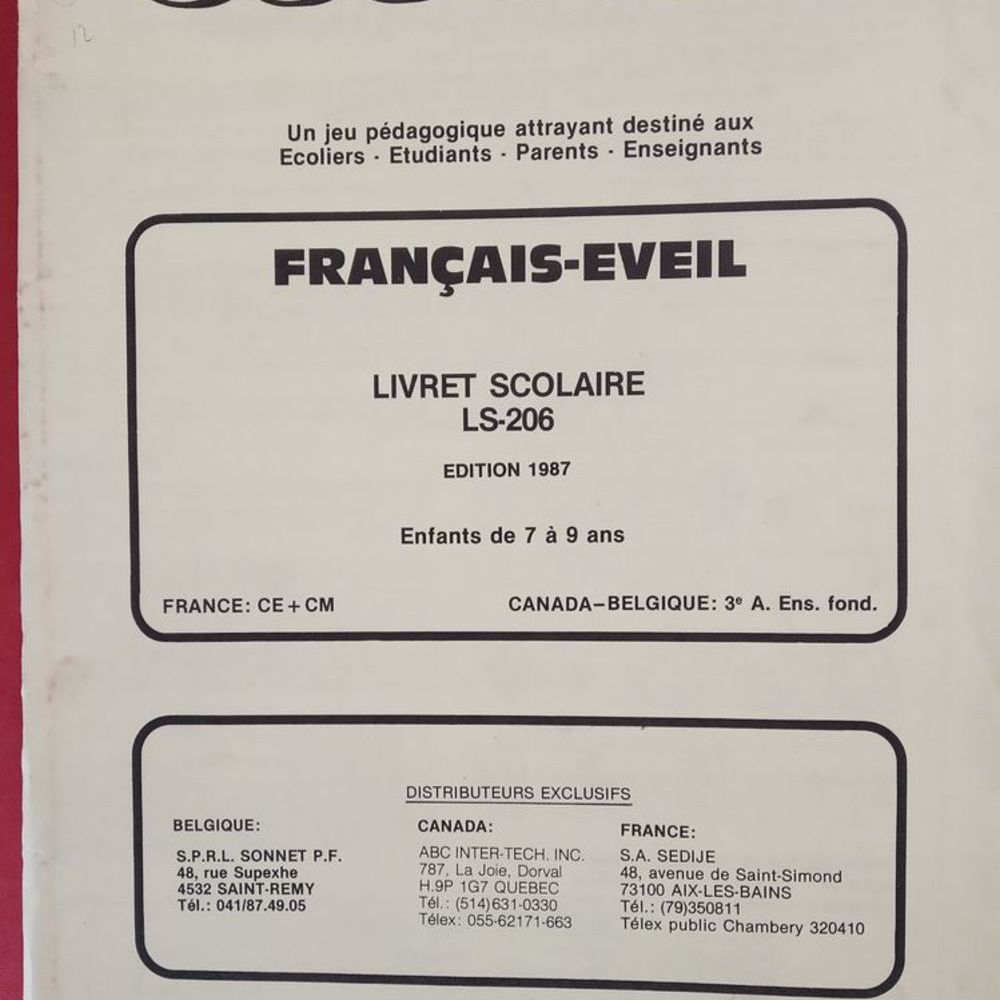 12
Un jeu pédagogique attrayant destiné aux
Ecoliers - Etudiants - Parents - Enseignants
FRANÇAIS-EVEIL
LIVRET SCOLAIRE
LS-206
EDITION 1987
Enfants de 7 à 9 ans
FRANCE: CE+CM
CANADA–BELGIQUE: 3e A. Ens. fond.
DISTRIBUTEURS EXCLUSIFS
BELGIQUE:
S.P.R.L. SONNET P.F.
48, rue Supexhe
4532 SAINT-REMY
Tél.: 041/87.49.05
CANADA:
ABC INTER-TECH. INC.
787, La Joie, Dorval
H.9P 1G7 QUEBEC
Tél.: (514)631-0330
Télex: 055-62171-663
FRANCE:
S.A. SEDIJE
48, avenue de Saint-Simond
73100 AIX-LES-BAINS
Tél.: (79)350811
Télex public Chambery 320410